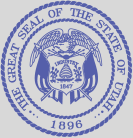 THE GREAT SEAL OF THE STATE OF UTAH
INDUSTRY
1847
1896